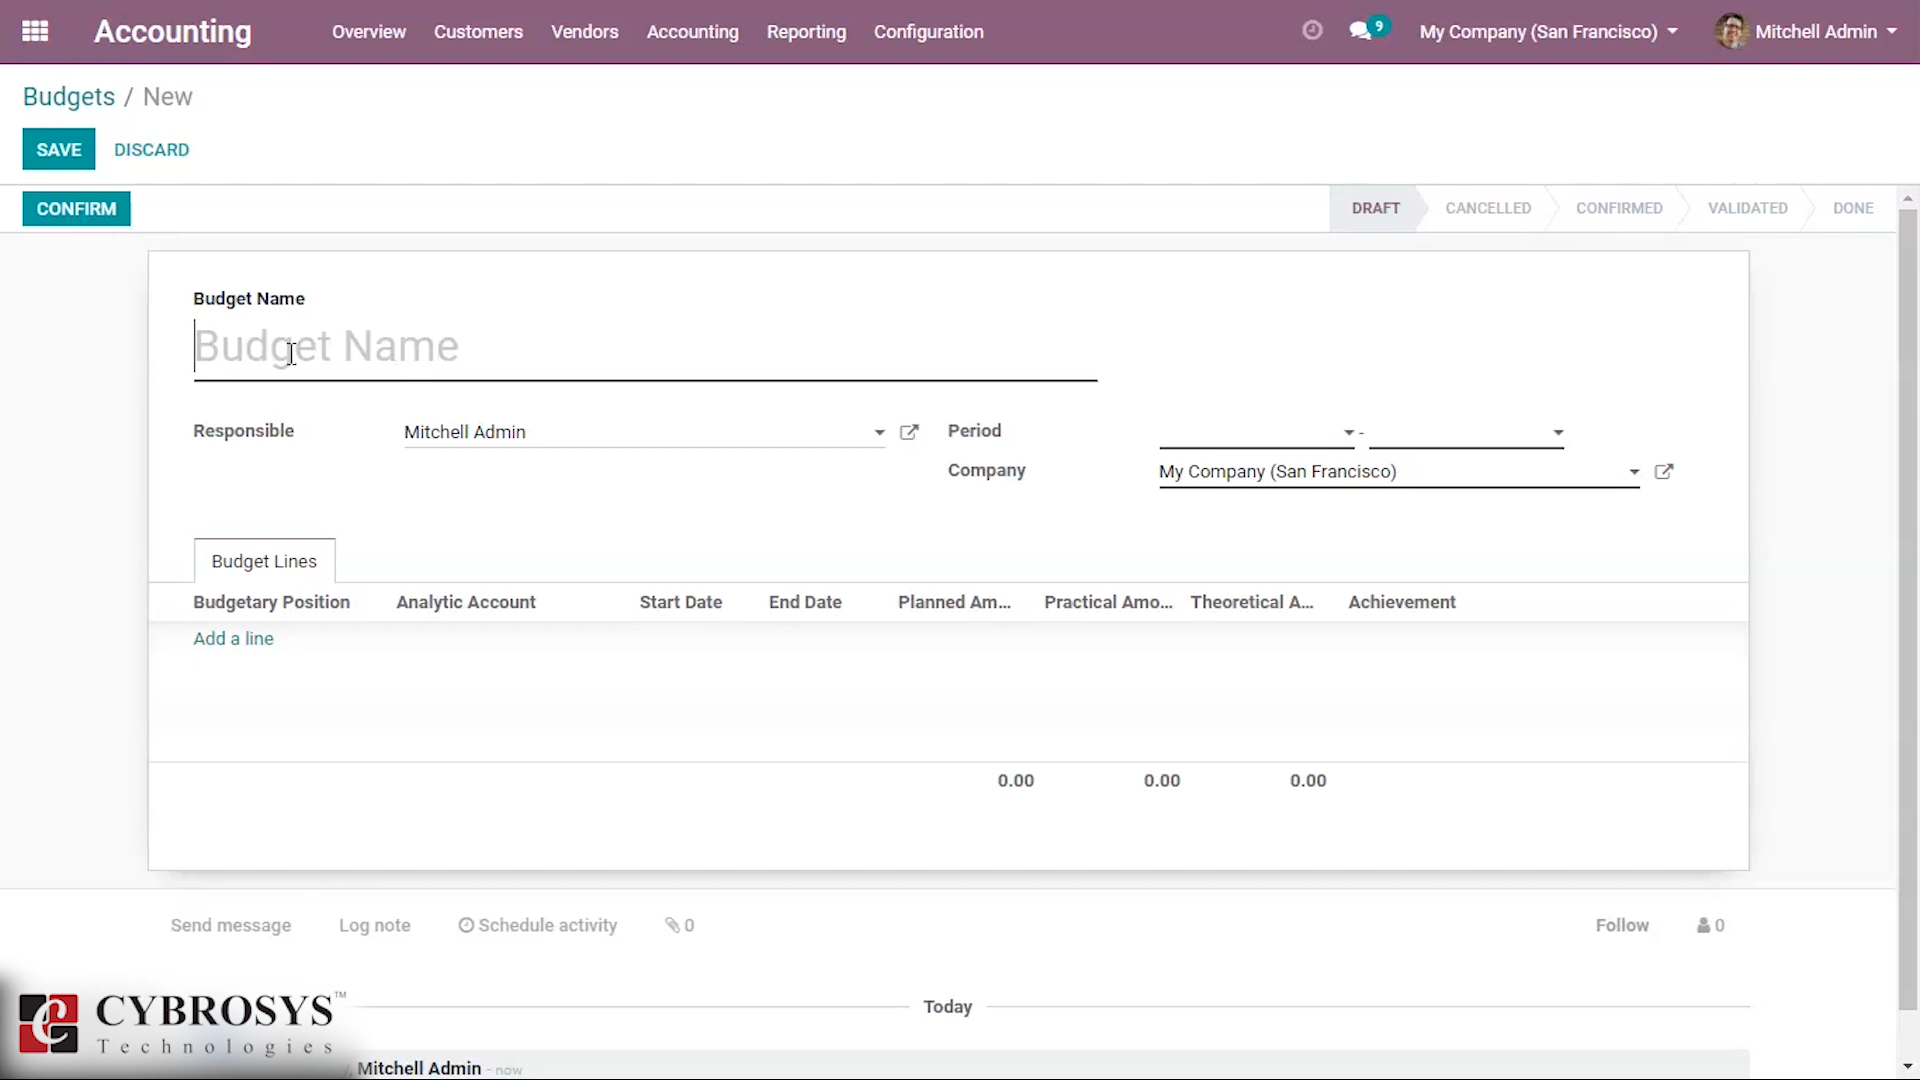 Accounting Overview Customers Vendors Accounting Reporting Configuration 9 My Company (San Francisco) Mitchell Admin
Budgets / New
SAVE DISCARD
CONFIRM DRAFT CANCELLED CONFIRMED VALIDATED DONE
Budget Name
Budget Name
Responsible Mitchell Admin Period -
Company My Company (San Francisco)
Budget Lines
Budgetary Position Analytic Account Start Date End Date Planned Am... Practical Amo... Theoretical A... Achievement
Add a line
0.00 0.00 0.00
Send message Log note Schedule activity 0 Follow 0
CYBROSYS™
Technologies
Today
Mitchell Admin - now